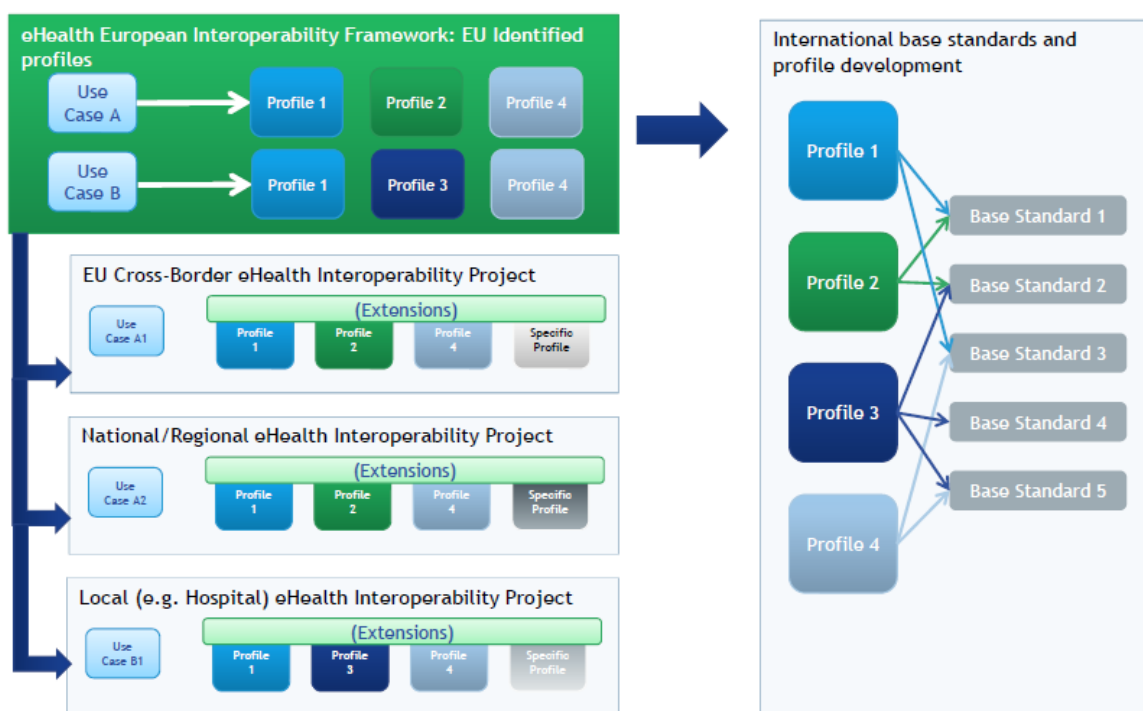 eHealth European Interoperability Framework: EU Identified
profiles
Use
Case A
Profile 1
Profile 2
Profile 4
Use
Case B
Profile 1
Profile 3
Profile 4
EU Cross-Border eHealth Interoperability Project
(Extensions)
Use
Case A1
Profile
1
Profile
2
Profile
4
Specific
Profile
National/Regional eHealth Interoperability Project
(Extensions)
Use
Case A2
Profile
1
Profile
2
Profile
4
Specific
Profile
Local (e.g. Hospital) eHealth Interoperability Project
(Extensions)
Use
Case B1
Profile
1
Profile
3
Profile
4
Specific
Profile
International base standards and
profile development
Profile 1
Profile 2
Profile 3
Profile 4
Base Standard 1
Base Standard 2
Base Standard 3
Base Standard 4
Base Standard 5